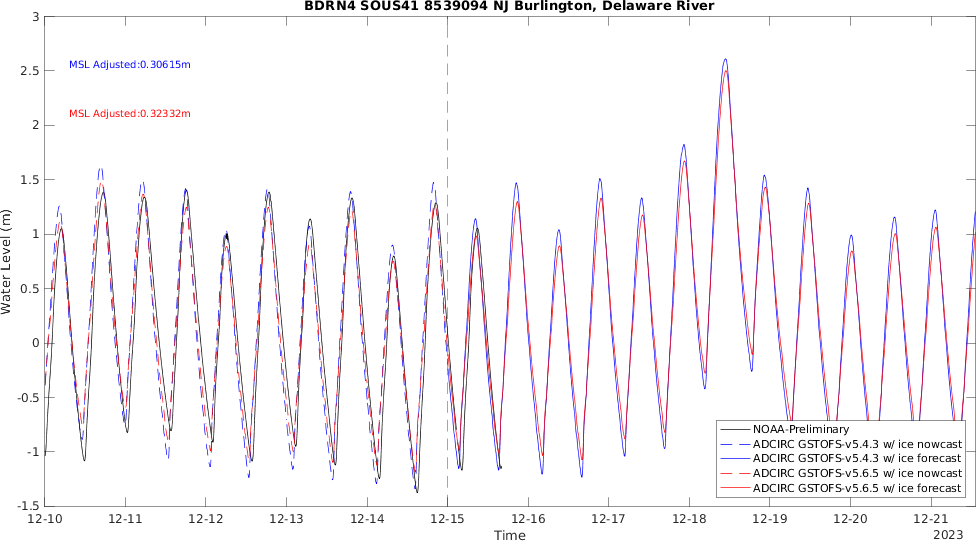 BDRN4 SOUS41 8539094 NJ Burlington, Delaware River
3
2.5
2
1.5
1
0.5
0
-0.5
-1
-1.5
Water Level (m)
MSL Adjusted:0.30615m
MSL Adjusted:0.32332m
NOAA-Preliminary
ADCIRC GSTOFS-v5.4.3 w/ ice nowcast
ADCIRC GSTOFS-v5.4.3 w/ ice forecast
ADCIRC GSTOFS-v5.6.5 w/ ice nowcast
ADCIRC GSTOFS-v5.6.5 w/ ice forecast
12-10 12-11 12-12 12-13 12-14 12-15 12-16 12-17 12-18 12-19 12-20 12-21
Time
2023